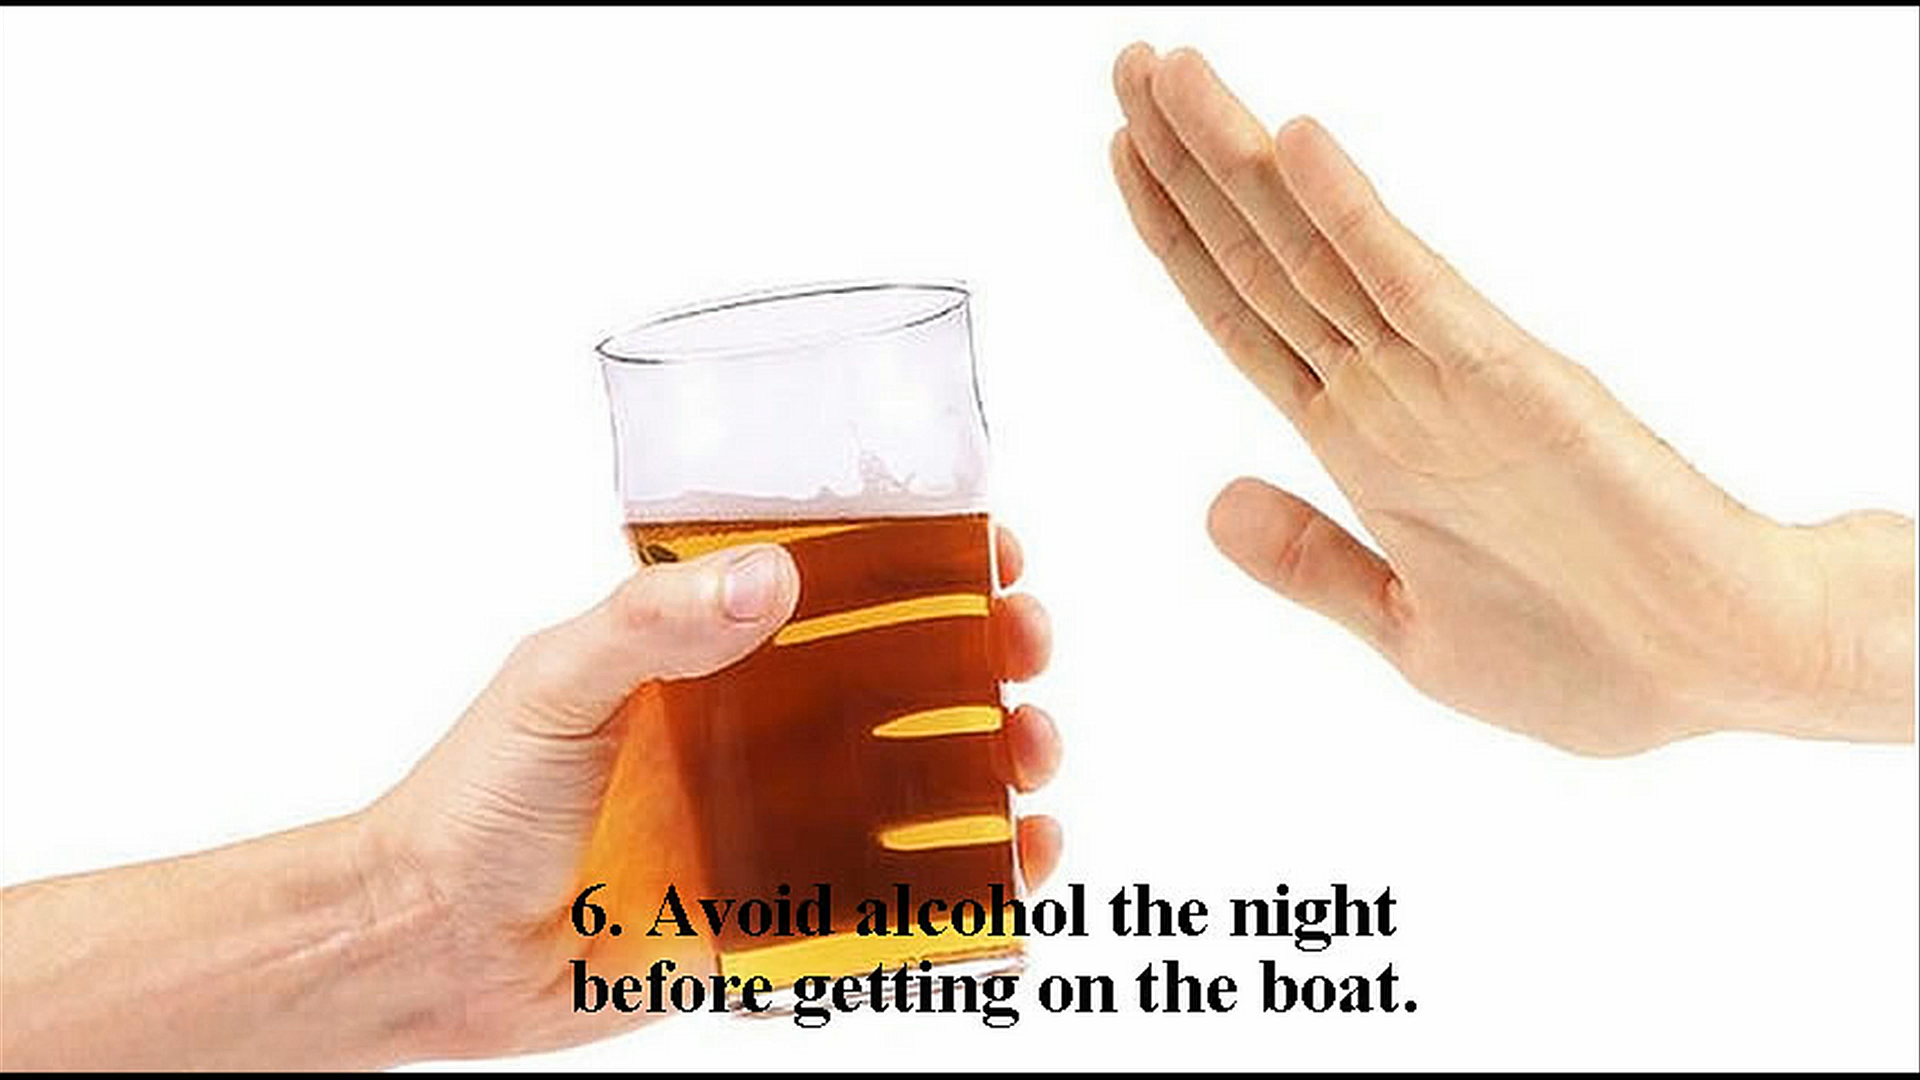 6. Avoid alcohol the night
before getting on the boat.